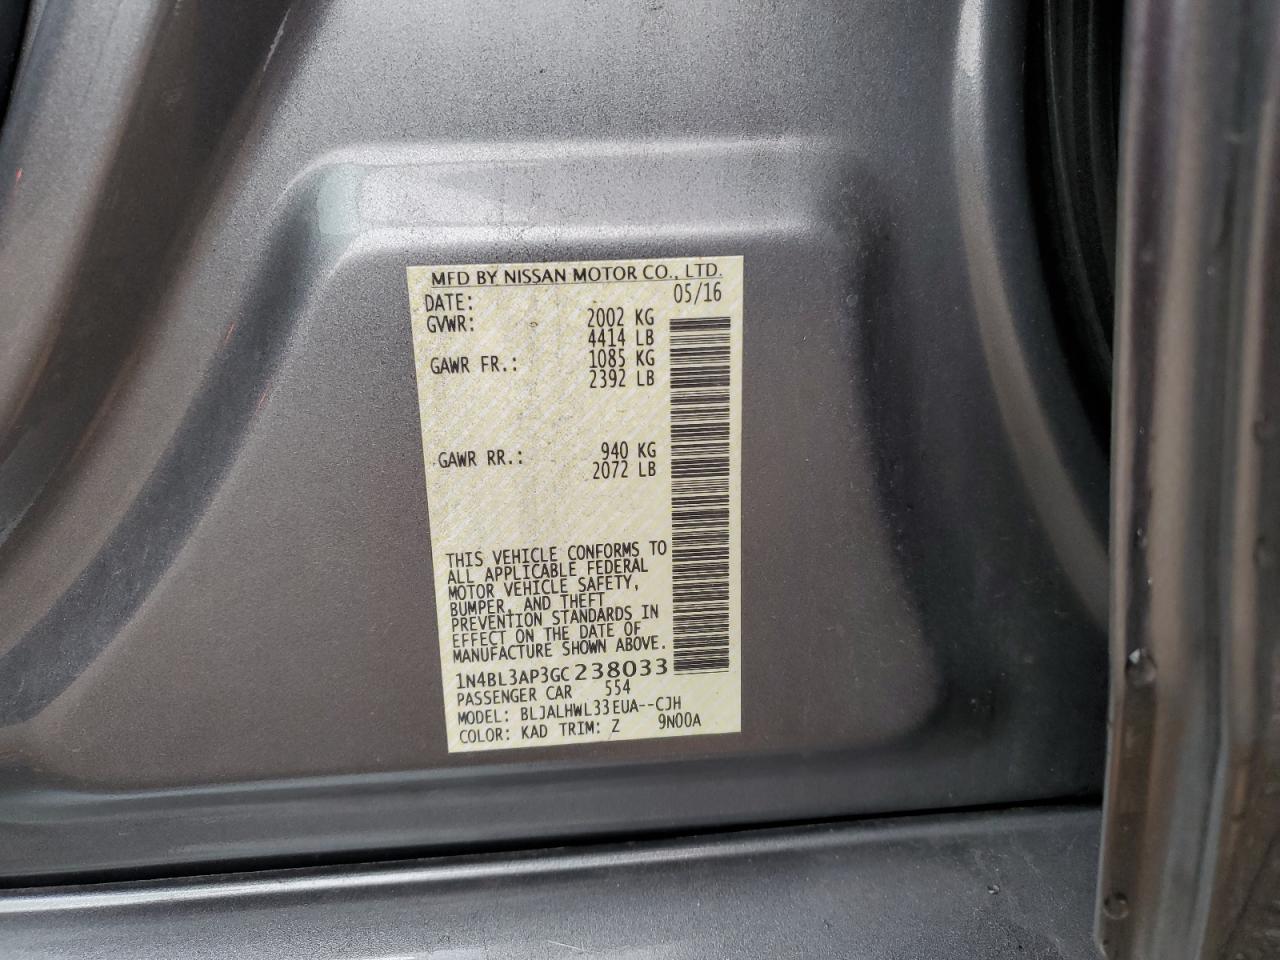 MFD BY NISSAN MOTOR CO., LTD.
DATE: 05/16
GVWR: 2002 KG
4414 LB
GAWR FR.: 1085 KG
2392 LB
GAWR RR.: 940 KG
2072 LB
THIS VEHICLE CONFORMS TO
ALL APPLICABLE FEDERAL
MOTOR VEHICLE SAFETY,
BUMPER, AND THEFT
PREVENTION STANDARDS IN
EFFECT ON THE DATE OF
MANUFACTURE SHOWN ABOVE.
1N4BL3AP3GC238033
PASSENGER CAR 554
MODEL: BLJALHWL33EUA--CJH
COLOR: KAD TRIM: Z 9N00A